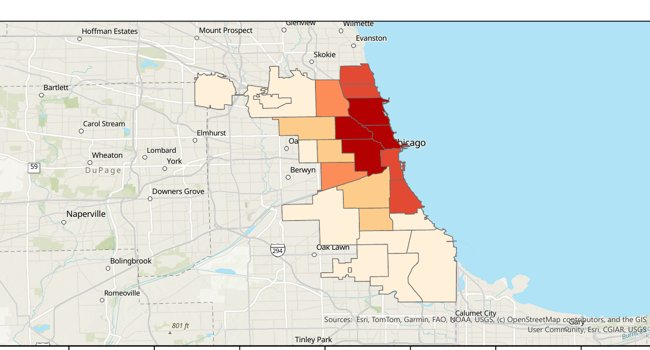 Glenview
Wilmette
Hoffman Estates
Mount Prospect
Evanston
Skokie
Bartlett
Carol Stream
Elmhurst
Oa
Chicago
Lombard
Wheaton
York
59
DuPage
Berwyn
Downers Grove
Naperville
Oak Lawn
294
Bolingbrook
Romeoville
Calumet City
Sources: Esri, TomTom, Garmin, FAO, NOAA, USGS, (c) OpenStreetMap contributors, and the GIS
User Community, Esri, CGIAR, USGS
Gary
801 ft
Tinley Park